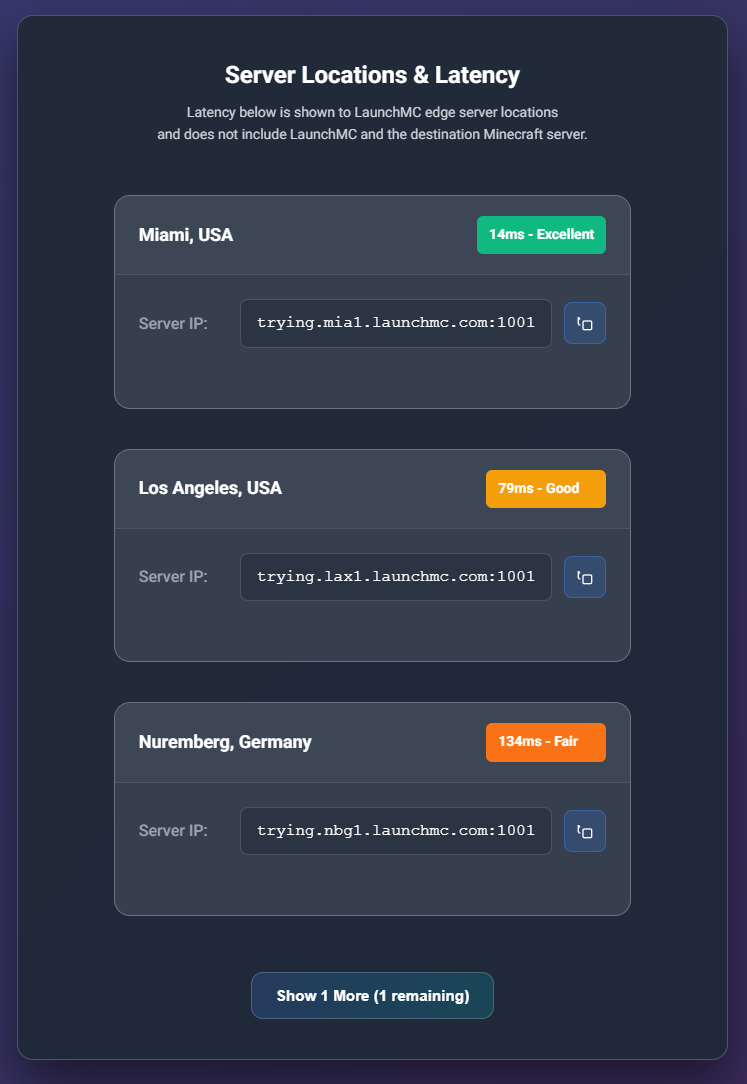 Server Locations & Latency
Latency below is shown to LaunchMC edge server locations
and does not include LaunchMC and the destination Minecraft server.
Miami, USA
14ms - Excellent
Server IP:
trying.mia1.launchmc.com:1001
Los Angeles, USA
79ms - Good
Server IP:
trying.lax1.launchmc.com:1001
Nuremberg, Germany
134ms - Fair
Server IP:
trying.nbg1.launchmc.com:1001
Show 1 More (1 remaining)